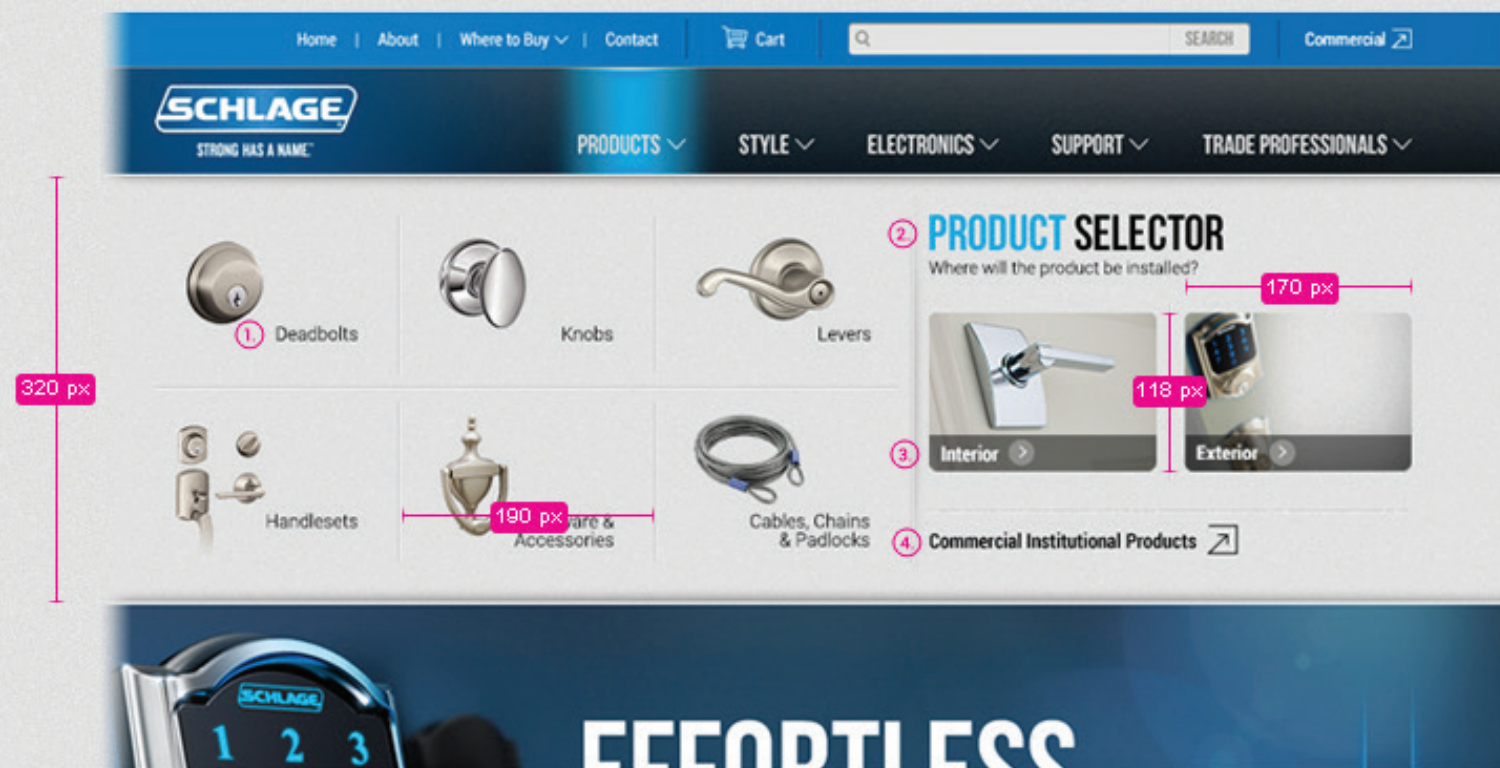 Home | About | Where to Buy | Contact Cart SEARCH Commercial
SCHLAGE
STRONG HAS A NAME.™
PRODUCTS STYLE ELECTRONICS SUPPORT TRADE PROFESSIONALS
2. PRODUCT SELECTOR
Where will the product be installed?
170 px
1. Deadbolts
Knobs
Levers
320 px
118 px
3. Interior
Exterior
Handlesets
190 px
Accessories
Cables, Chains
& Padlocks
4. Commercial Institutional Products
SCHLAGE
1 2 3
EFFORTLESS